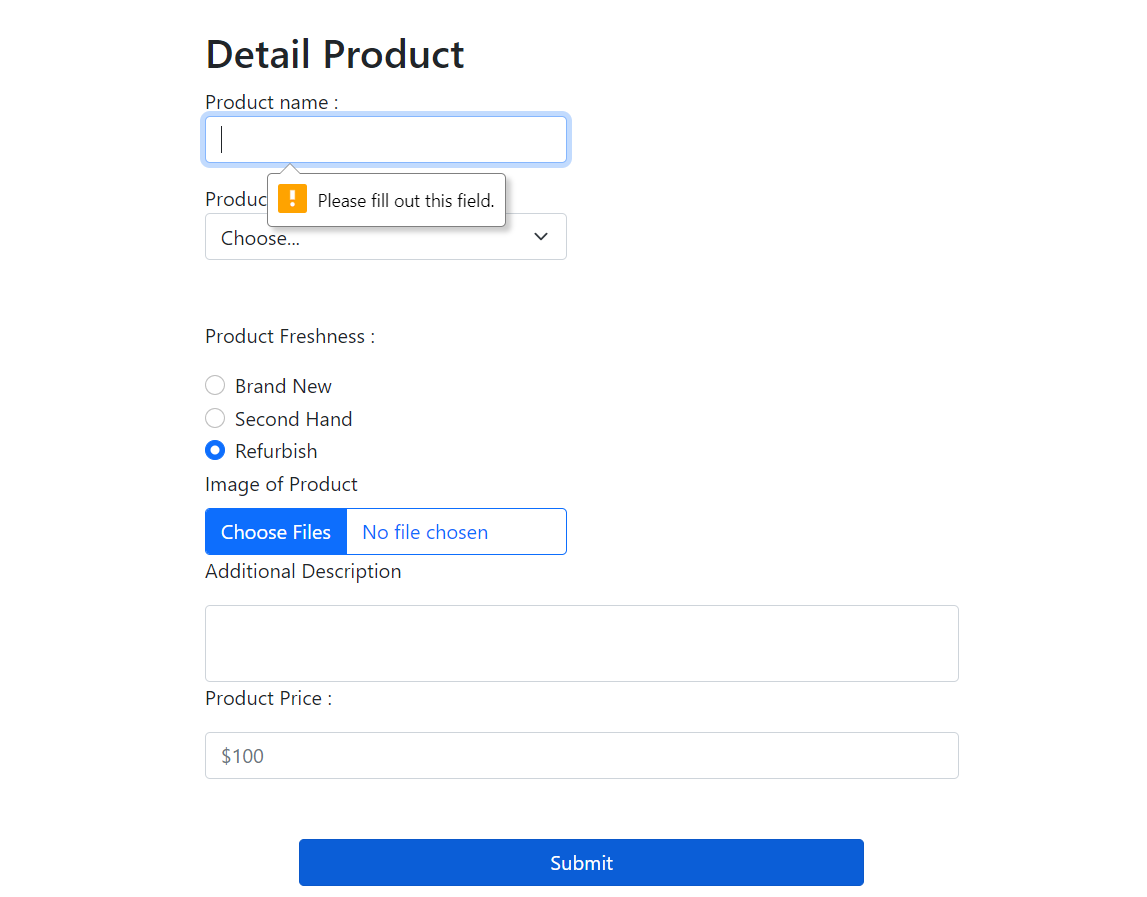 Detail Product
Product name :
Please fill out this field.
Choose...
Product Freshness :
Brand New
Second Hand
Refurbish
Image of Product
Choose Files No file chosen
Additional Description
Product Price :
$100
Submit